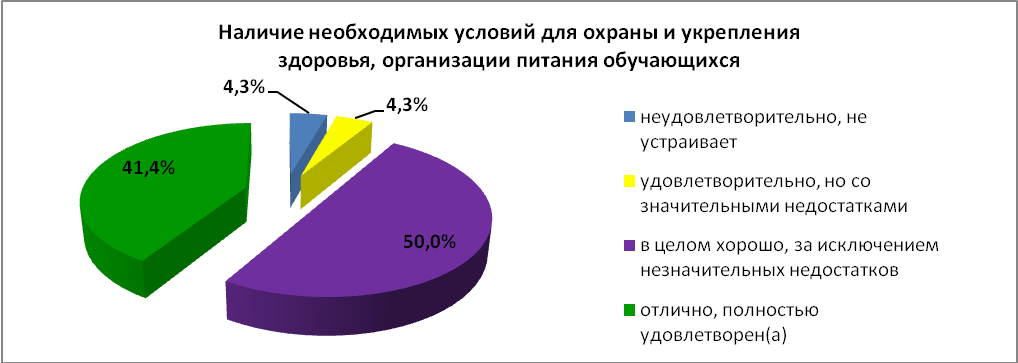 Наличие необходимых условий для охраны и укрепления
здоровья, организации питания обучающихся
4,3%
4,3%
41,4%
50,0%
неудовлетворительно, не
устраивает
удовлетворительно, но со
значительными недостатками
в целом хорошо, за исключением
незначительных недостатков
отлично, полностью
удовлетворен(а)